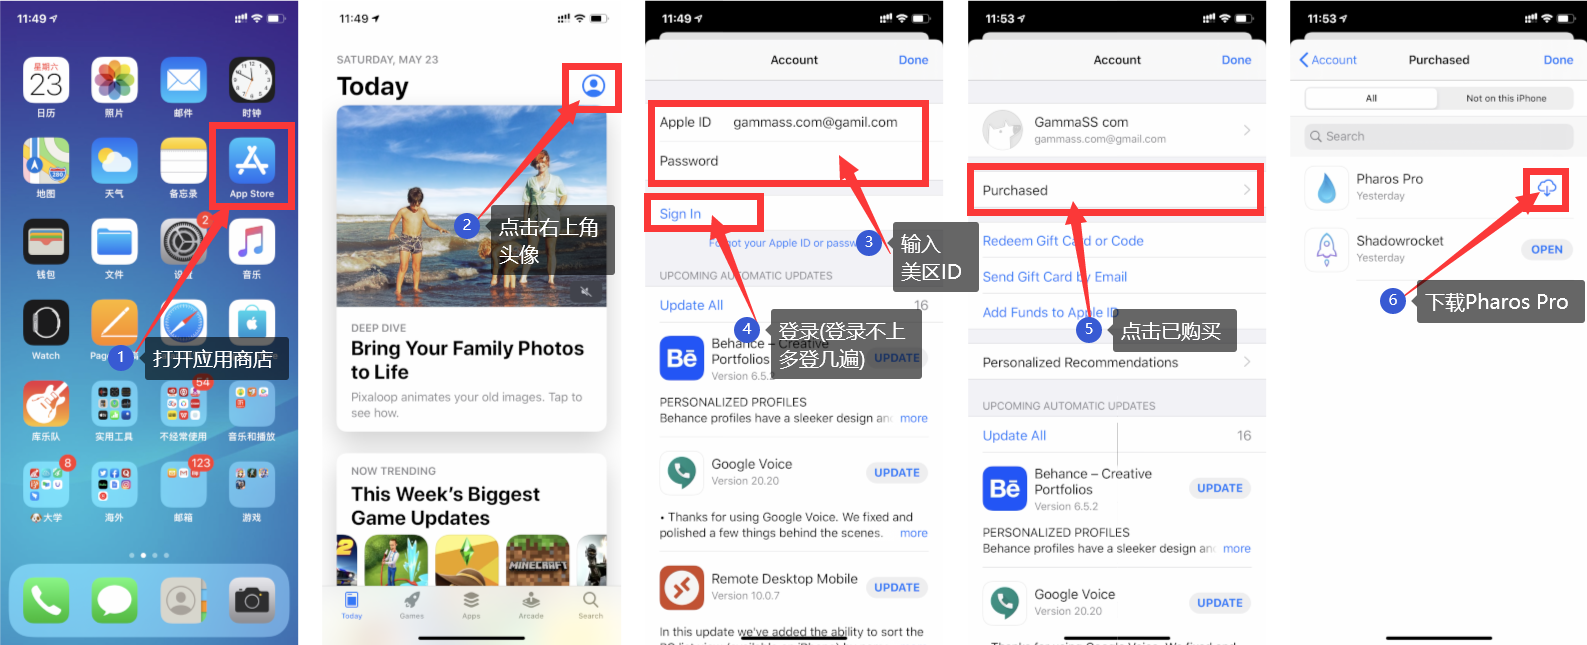 11:49
星期六
23
日历
照片
邮件
时钟
280
地图
天气
备忘录
App Store
2
钱包
文件
音乐
Watch
1
打开应用商店
54
库乐队
实用工具
不经常使用
音乐和播放
8
123
大学
海外
邮箱
游戏
11:49
SATURDAY, MAY 23
Today
2
点击右上角
头像
DEEP DIVE
Bring Your Family Photos
to Life
Pixaloop animates your old images. Tap to
see how.
NOW TRENDING
This Week's Biggest
Game Updates
MINECRAFT
Today
Games
Apps
Arcade
Search
11:49
Account
Done
Apple ID
gammass.com@gamil.com
Password
Sign In
3
输入
美区ID
UPCOMING AUTOMATIC UPDATES
Update All
16
4
登录(登录不上
多登几遍)
Bē
Portfolios
UPDATE
Version 6.5.2
PERSONALIZED PROFILES
Behance profiles have a sleeker design
more
Google Voice
Version 20.20
UPDATE
• Thanks for using Google Voice. We fixed and
polished a few things behind the scenes.
more
Remote Desktop Mobile
Version 10.0.7
UPDATE
In this update we've added the ability to sort the
11:53
Account
Done
GammaSS com
gammass.com@gmail.com
Purchased
Redeem Gift Card or Code
Send Gift Card by Email
Add Funds to Apple ID
5
点击已购买
Personalized Recommendations
UPCOMING AUTOMATIC UPDATES
Update All
16
Bē
Behance – Creative
Portfolios
Version 6.5.2
UPDATE
PERSONALIZED PROFILES
Behance profiles have a sleeker design
more
Google Voice
Version 20.20
UPDATE
11:53
Account
Purchased
Done
All
Not on this iPhone
Search
Pharos Pro
Yesterday
Shadowrocket
Yesterday
OPEN
6
下载Pharos Pro